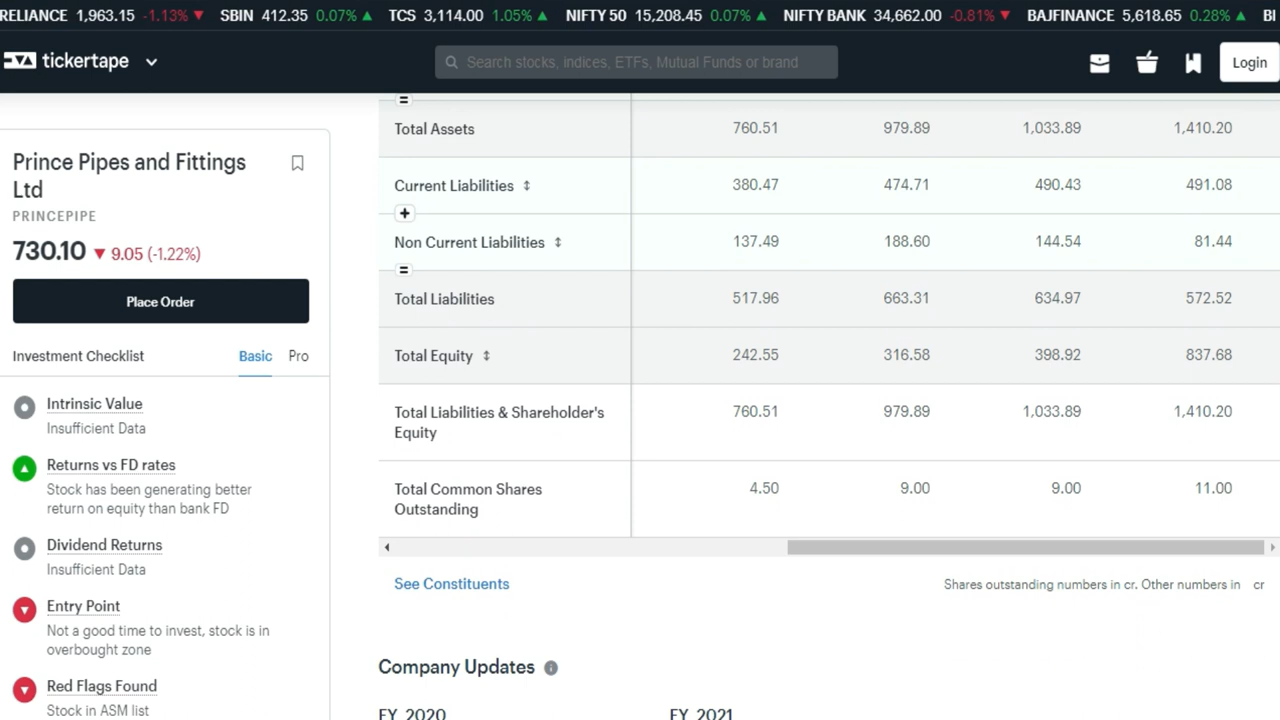 RELIANCE 1,963.15 -1.13% ▼ SBIN 412.35 0.07% ▲ TCS 3,114.00 1.05% ▲ NIFTY 50 15,208.45 0.07% ▲ NIFTY BANK 34,662.00 -0.81% ▼ BAJFINANCE 5,618.65 0.28% ▲ BI
tickertape
Search stocks, indices, ETFs, Mutual Funds or brand
Login
Prince Pipes and Fittings
Ltd
PRINCEPIPE
730.10 ▼ 9.05 (-1.22%)
Place Order
Investment Checklist Basic Pro
Intrinsic Value
Insufficient Data
Returns vs FD rates
Stock has been generating better
return on equity than bank FD
Dividend Returns
Insufficient Data
Entry Point
Not a good time to invest, stock is in
overbought zone
Red Flags Found
Stock in ASM list
=
Total Assets 760.51 979.89 1,033.89 1,410.20
Current Liabilities 380.47 474.71 490.43 491.08
+
Non Current Liabilities 137.49 188.60 144.54 81.44
=
Total Liabilities 517.96 663.31 634.97 572.52
Total Equity 242.55 316.58 398.92 837.68
Total Liabilities & Shareholder's 760.51 979.89 1,033.89 1,410.20
Equity
Total Common Shares 4.50 9.00 9.00 11.00
Outstanding
See Constituents Shares outstanding numbers in cr. Other numbers in cr
Company Updates
FY 2020 FY 2021